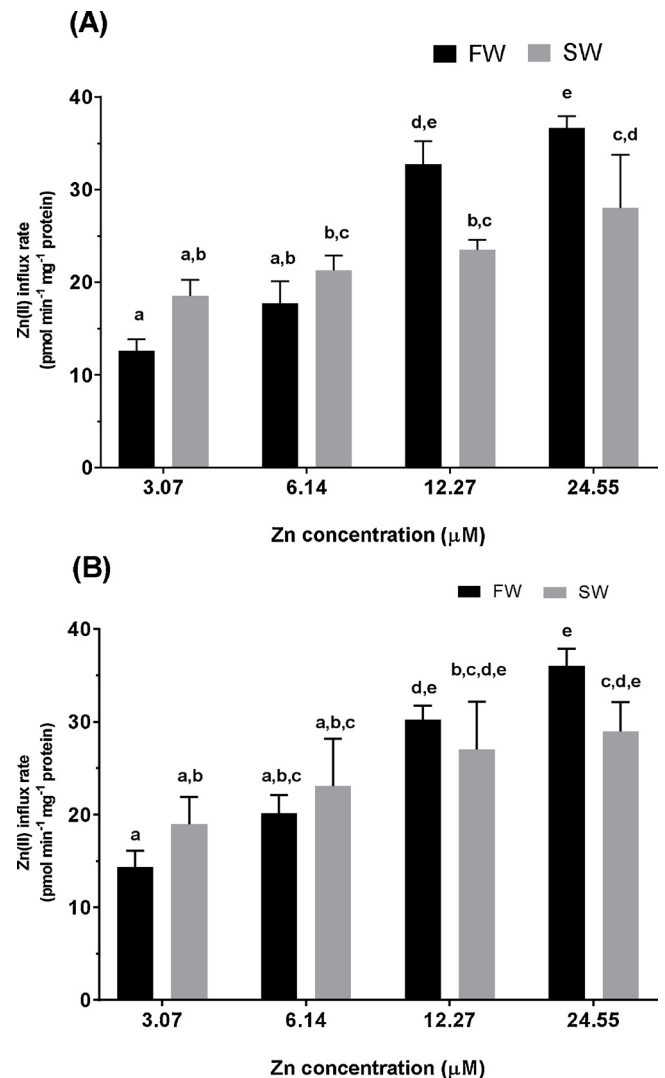 (A)
FW SW
40
30
20
10
0
Zn(II) influx rate
(pmol min⁻¹ mg⁻¹ protein)
a
a,b
a,b
b,c
d,e
b,c
e
c,d
3.07 6.14 12.27 24.55
Zn concentration (μM)
(B)
FW SW
40
30
20
10
0
Zn(II) influx rate
(pmol min⁻¹ mg⁻¹ protein)
a
a,b
a,b,c
a,b,c
d,e
b,c,d,e
e
c,d,e
3.07 6.14 12.27 24.55
Zn concentration (μM)